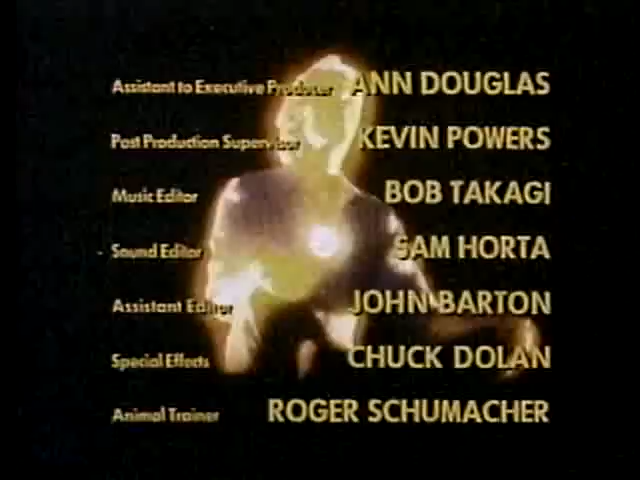 Assistant to Executive Producer ANN DOUGLAS
Post Production Supervisor KEVIN POWERS
Music Editor BOB TAKAGI
Sound Editor SAM HORTA
Assistant Editor JOHN BARTON
Special Effects CHUCK DOLAN
Animal Trainer ROGER SCHUMACHER